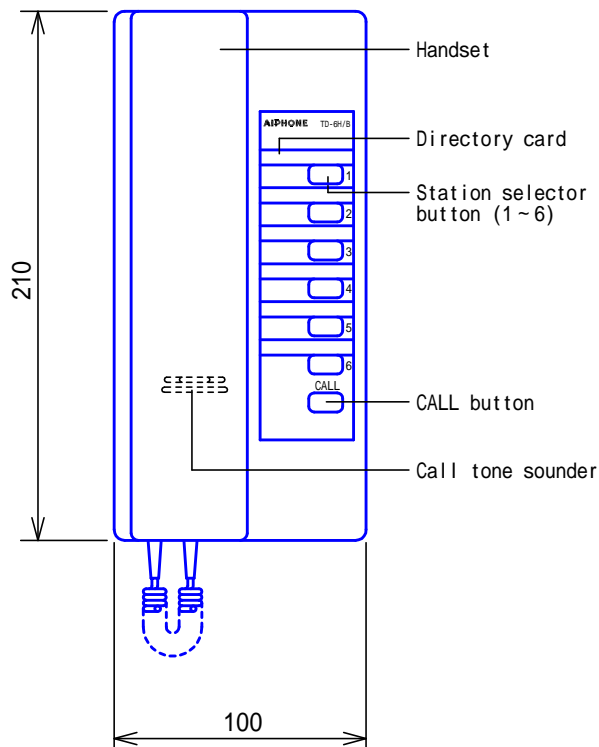 Handset
AIPHONE TD-6H/B
Directory card
1
Station selector
button (1~6)
2
3
4
5
6
210
CALL
CALL button
Call tone sounder
100